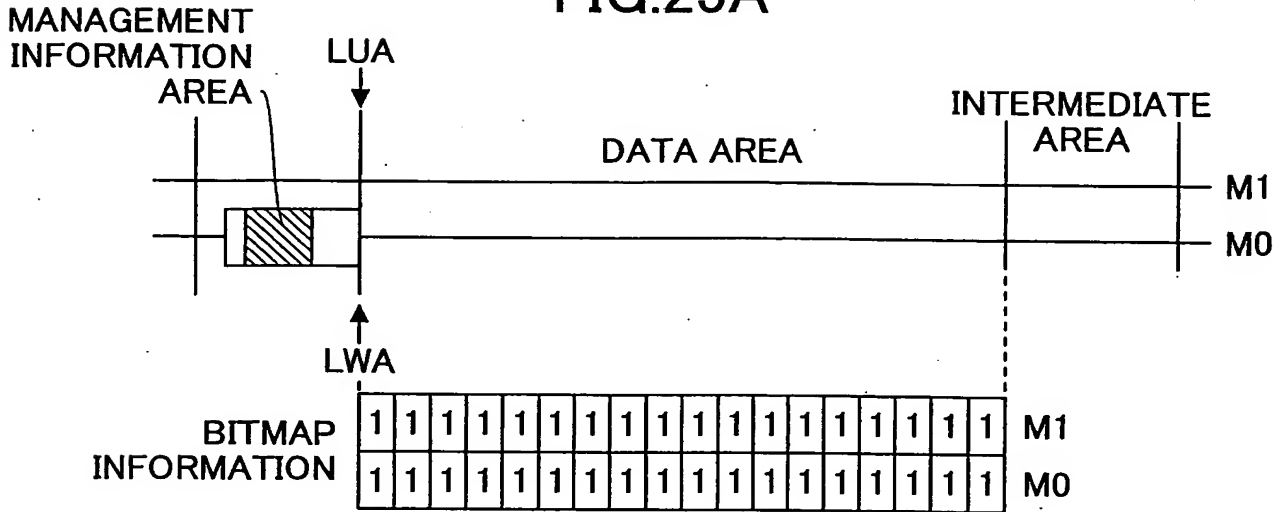 MANAGEMENT
INFORMATION
AREA
LUA
INTERMEDIATE
AREA
DATA AREA
M1
M0
LWA
BITMAP
INFORMATION
1 1 1 1 1 1 1 1 1 1 1 1 1 1 1 1 1 1 M1
1 1 1 1 1 1 1 1 1 1 1 1 1 1 1 1 1 1 M0